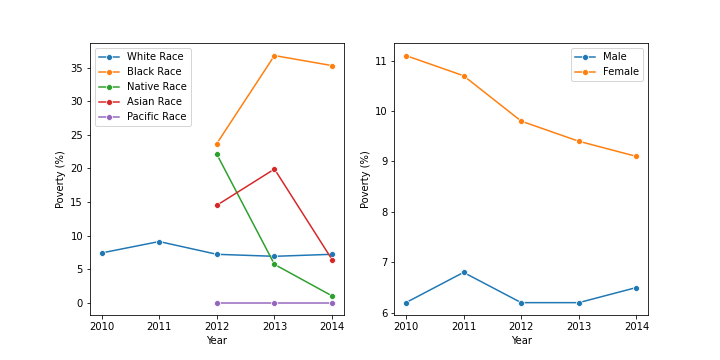 White Race
Black Race
Native Race
Asian Race
Pacific Race
Poverty (%)
35
30
25
20
15
10
5
0
2010 2011 2012 2013 2014
Year
Male
Female
Poverty (%)
11
10
9
8
7
6
2010 2011 2012 2013 2014
Year